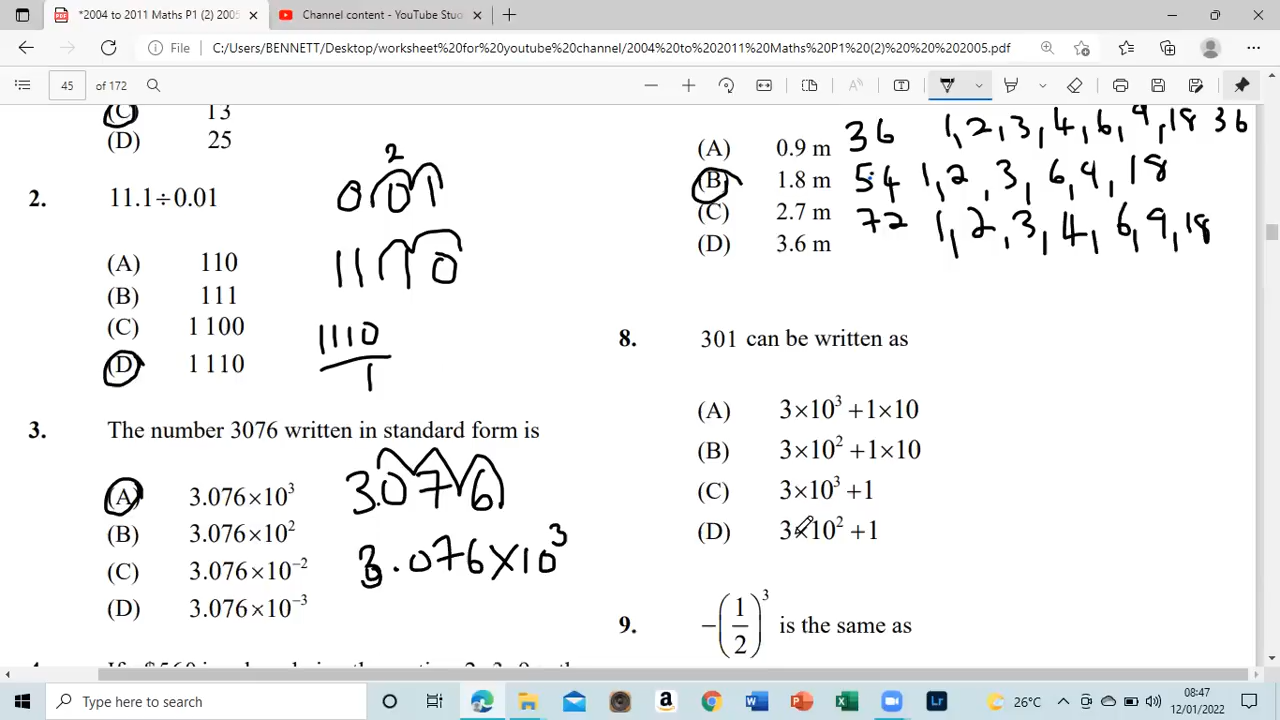 *2004 to 2011 Maths P1 (2) 2005
Channel content - YouTube Stu
File
C:/Users/BENNETT/Desktop/worksheet%20for%20youtube%20channel/2004%20to%202011%20Maths%20P1%20(2)%20%20%202005.pdf
45 of 172
(C) 13
(D) 25
2. 11.1÷0.01
(A) 110
(B) 111
(C) 1 100
(D) 1 110
2
0 01
11 1 0
1110
1
3. The number 3076 written in standard form is
(A) 3.076×10³
(B) 3.076×10²
(C) 3.076×10⁻²
(D) 3.076×10⁻³
3.076
3.076×10³
(A) 0.9 m
(B) 1.8 m
(C) 2.7 m
(D) 3.6 m
36 1,2,3,4,6,9,18 36
54 1,2,3,6,9,18
72 1,2,3,4,6,9,18
8. 301 can be written as
(A) 3×10³+1×10
(B) 3×10²+1×10
(C) 3×10³+1
(D) 3×10²+1
9. −(1/2)³ is the same as
Type here to search
26°C
08:47
12/01/2022